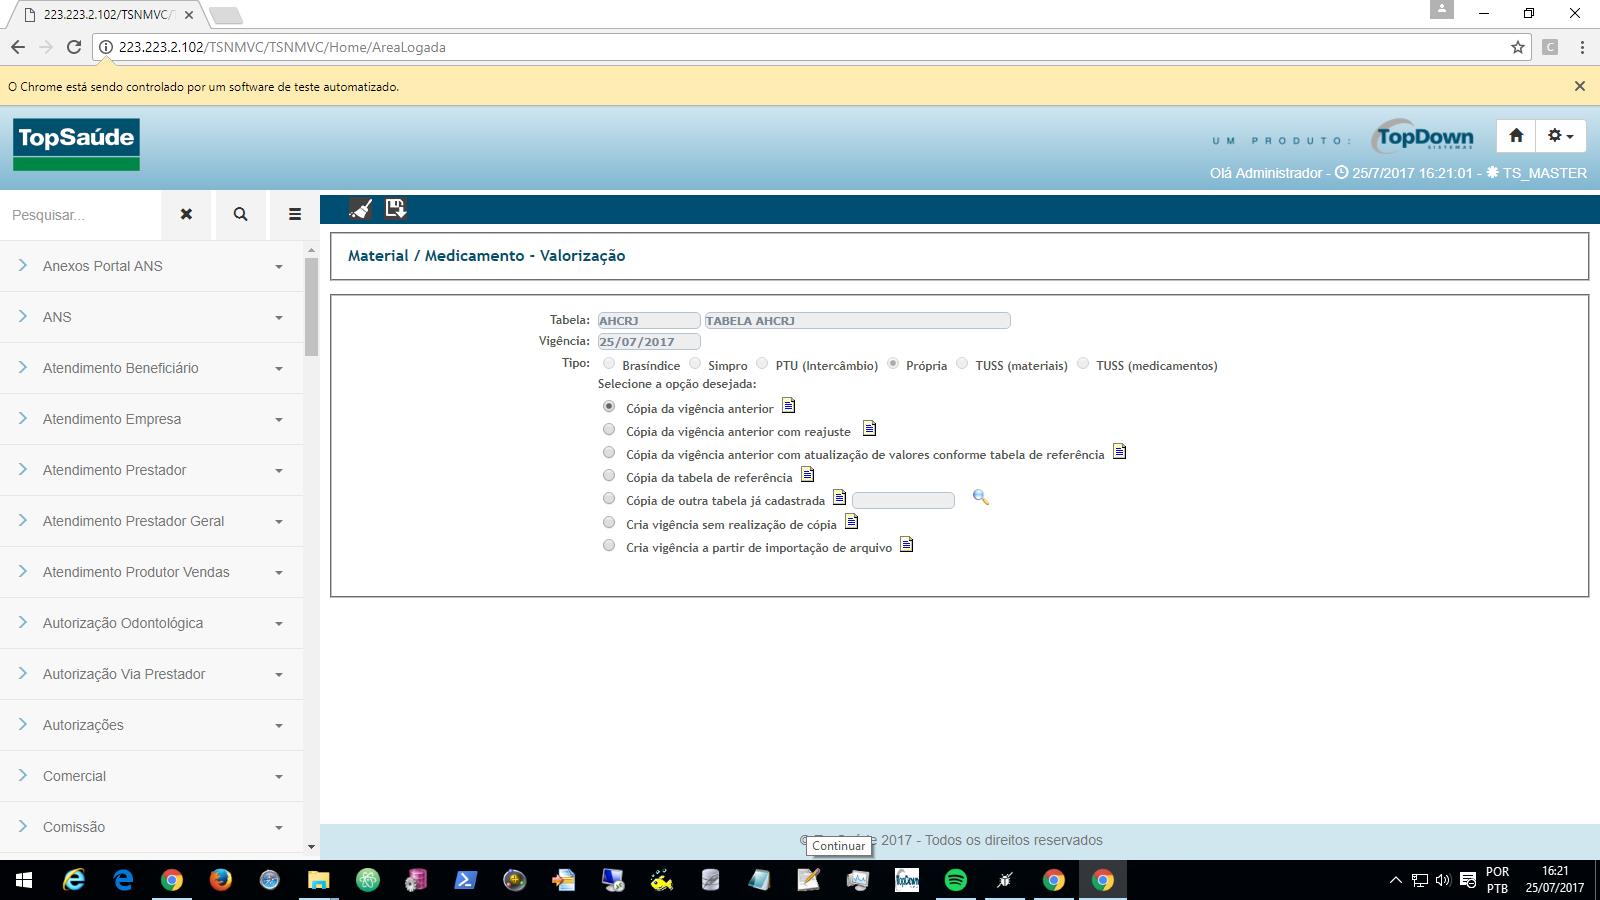 223.223.2.102/TSNMVC/T
223.223.2.102/TSNMVC/TSNMVC/Home/AreaLogada
C
O Chrome está sendo controlado por um software de teste automatizado.
TopSaúde
UM PRODUTO: TopDown SISTEMAS
Olá Administrador - 25/7/2017 16:21:01 - TS_MASTER
Pesquisar...
Anexos Portal ANS
ANS
Atendimento Beneficiário
Atendimento Empresa
Atendimento Prestador
Atendimento Prestador Geral
Atendimento Produtor Vendas
Autorização Odontológica
Autorização Via Prestador
Autorizações
Comercial
Comissão
Material / Medicamento - Valorização
Tabela: AHCRJ TABELA AHCRJ
Vigência: 25/07/2017
Tipo: Brasíndice Simpro PTU (Intercâmbio) Própria TUSS (materiais) TUSS (medicamentos)
Selecione a opção desejada:
Cópia da vigência anterior
Cópia da vigência anterior com reajuste
Cópia da vigência anterior com atualização de valores conforme tabela de referência
Cópia da tabela de referência
Cópia de outra tabela já cadastrada
Cria vigência sem realização de cópia
Cria vigência a partir de importação de arquivo
© 2017 - Todos os direitos reservados
Continuar
TopDown
POR
PTB
16:21
25/07/2017